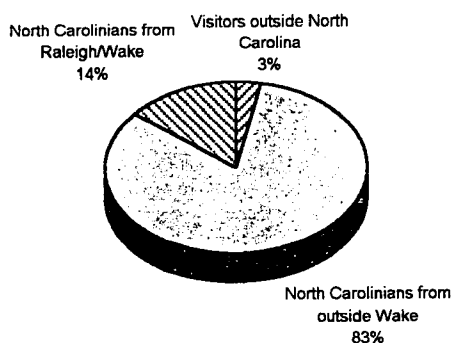 North Carolinians from
Raleigh/Wake
14%
Visitors outside North
Carolina
3%
North Carolinians from
outside Wake
83%